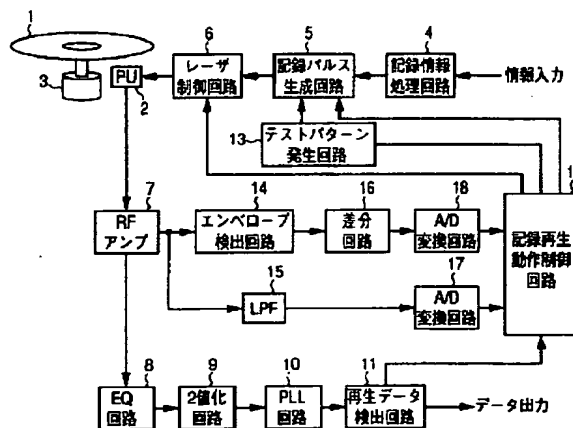 1
6
5
4
3
PU
2
レーザ
制御回路
記録パルス
生成回路
記録情報
処理回路
情報入力
13
テストパターン
発生回路
7
14
16
18
1
RF
アンプ
エンベロープ
検出回路
差分
回路
A/D
変換回路
記録再生
動作制御
回路
15
17
LPF
A/D
変換回路
8
9
10
11
EQ
回路
2値化
回路
PLL
回路
再生データ
検出回路
データ出力